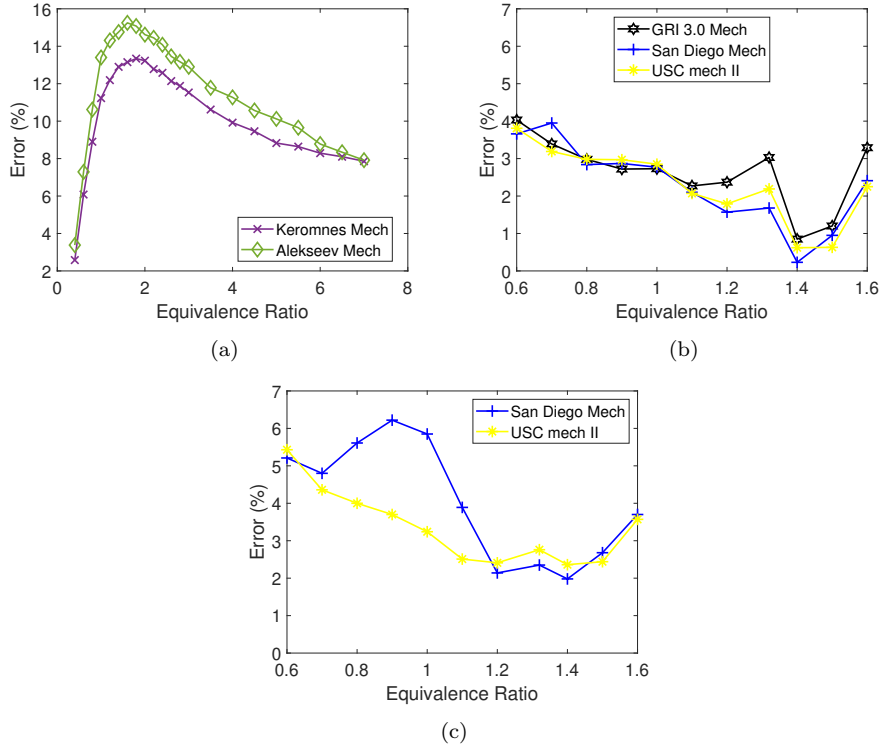 16
14
12
10
8
6
4
2
Error (%)
Keromnes Mech
Alekseev Mech
0
2
4
6
8
Equivalence Ratio
(a)
7
6
5
4
3
2
1
0
Error (%)
GRI 3.0 Mech
San Diego Mech
USC mech II
0.6
0.8
1
1.2
1.4
1.6
Equivalence Ratio
(b)
7
6
5
4
3
2
1
0
Error (%)
San Diego Mech
USC mech II
0.6
0.8
1
1.2
1.4
1.6
Equivalence Ratio
(c)